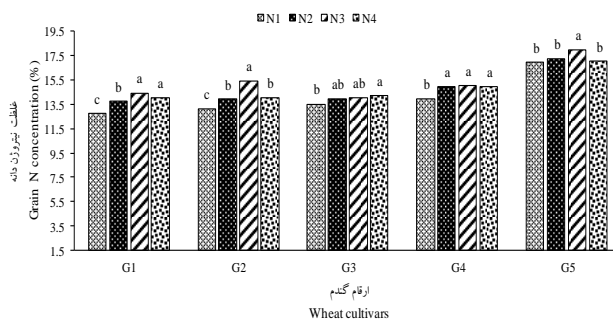 N1 N2 N3 N4
غلظت نیتروژن دانه
Grain N concentration (%)
19.5
17.5
15.5
13.5
11.5
9.5
7.5
5.5
3.5
1.5
c b a a
c b a b
b ab ab a
b a a a
b b a b
G1 G2 G3 G4 G5
ارقام گندم
Wheat cultivars